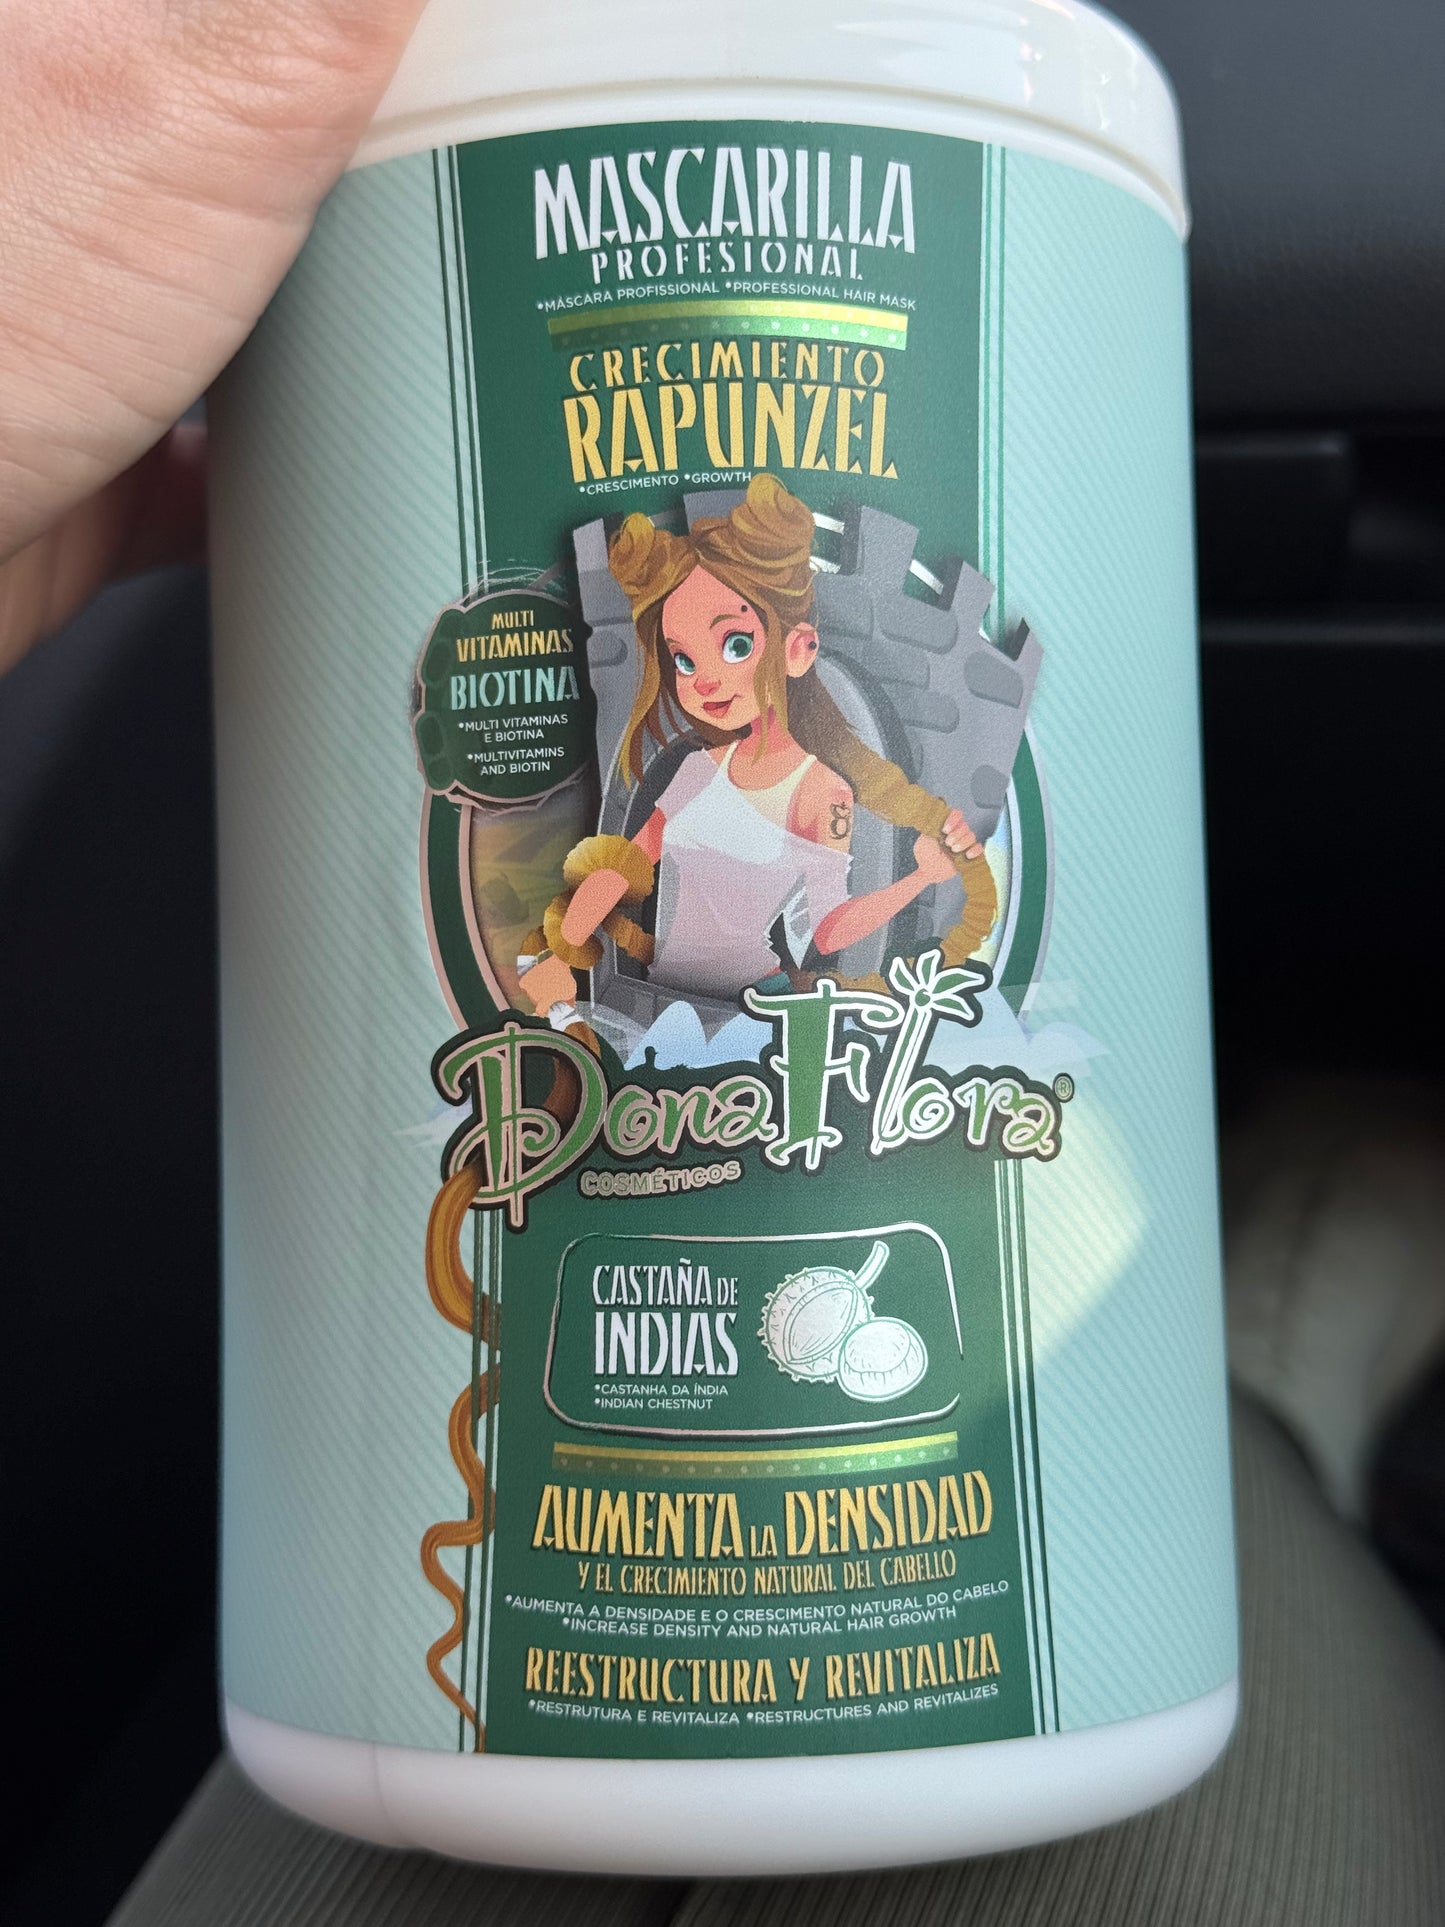 MASCARILLA
PROFESIONAL
•MÁSCARA PROFISSIONAL •PROFESSIONAL HAIR MASK
CRECIMIENTO
RAPUNZEL
•CRESCIMENTO •GROWTH
MULTI
VITAMINAS
BIOTINA
•MULTI VITAMINAS
E BIOTINA
•MULTIVITAMINS
AND BIOTIN
DonaFlora®
COSMÉTICOS
CASTAÑA DE
INDIAS
•CASTANHA DA ÍNDIA
•INDIAN CHESTNUT
AUMENTA LA DENSIDAD
Y EL CRECIMIENTO NATURAL DEL CABELLO
•AUMENTA A DENSIDADE E O CRESCIMENTO NATURAL DO CABELO
•INCREASE DENSITY AND NATURAL HAIR GROWTH
REESTRUCTURA Y REVITALIZA
•RESTRUTURA E REVITALIZA •RESTRUCTURES AND REVITALIZES